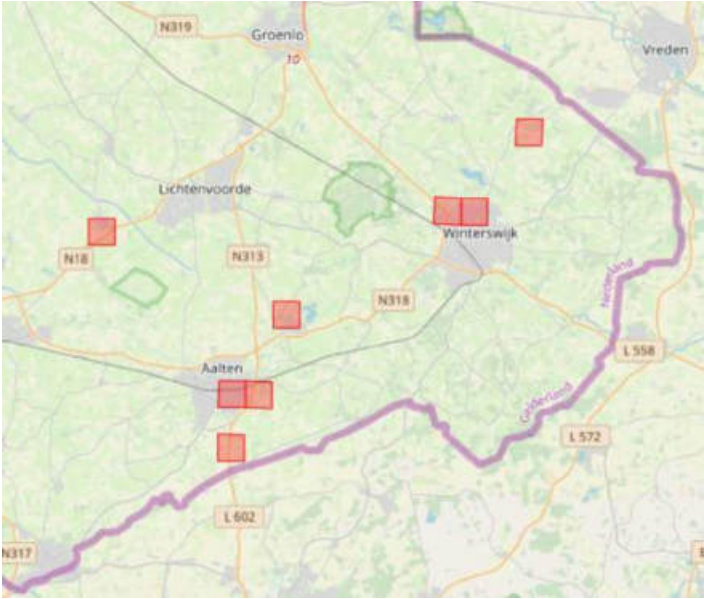 N319
Groenlo
10
Vreden
Lichtenvoorde
Winterswijk
N18
N313
Nederland
N318
L 558
Aalten
Gelderland
L 572
L 602
N317